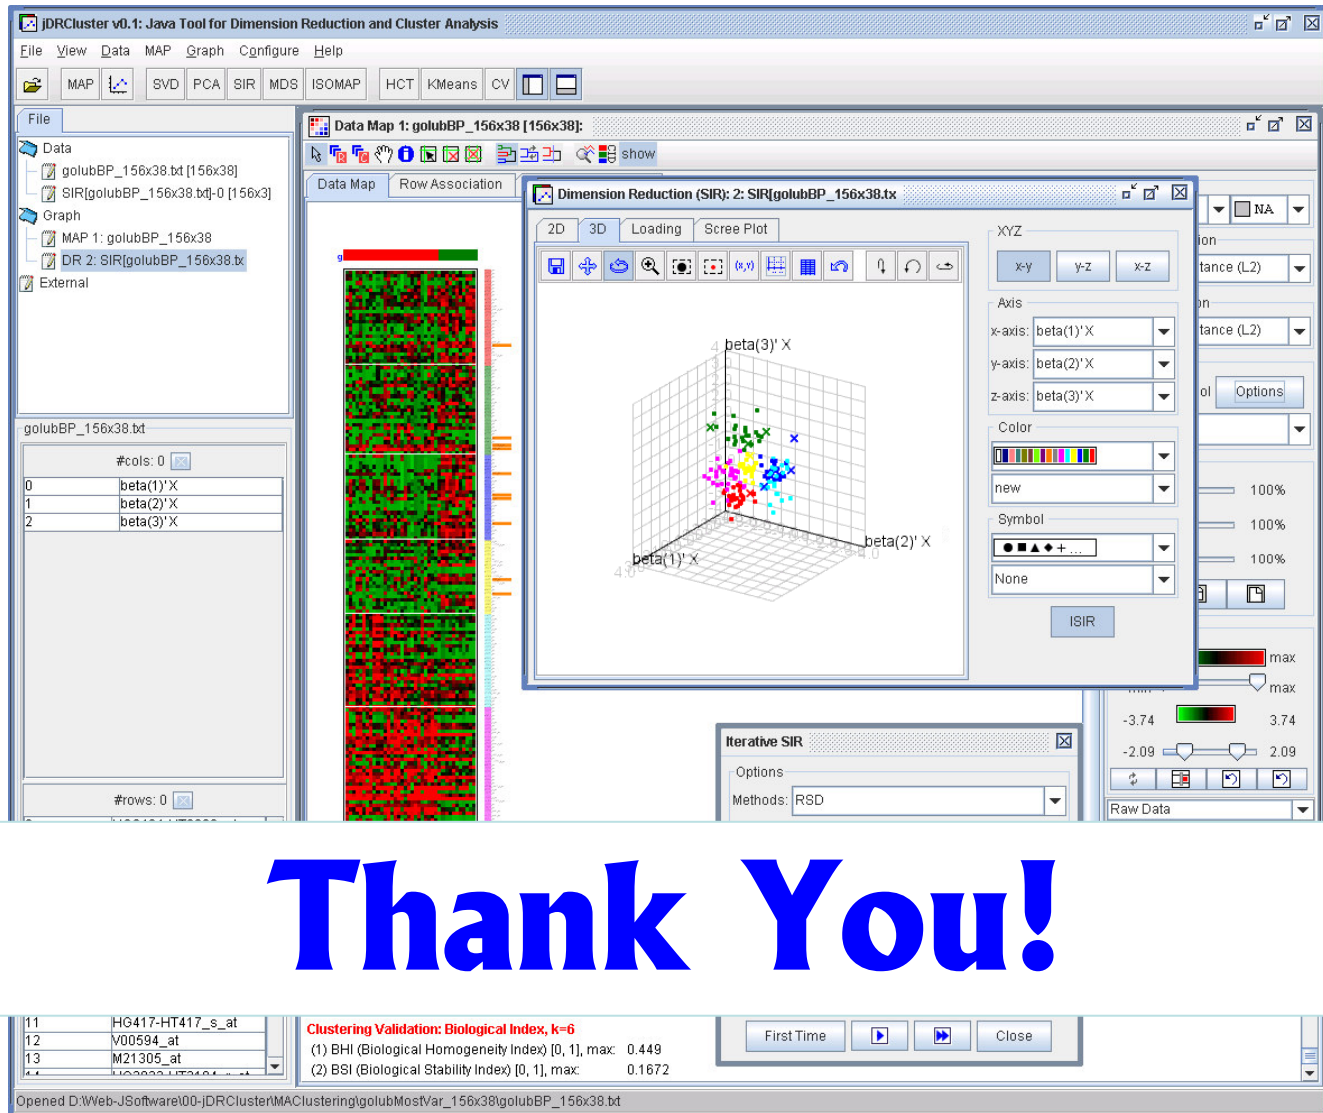 jDRCluster v0.1: Java Tool for Dimension Reduction and Cluster Analysis
File View Data MAP Graph Configure Help
MAP SVD PCA SIR MDS ISOMAP HCT KMeans CV
File
Data
golubBP_156x38.txt [156x38]
SIR[golubBP_156x38.txt]-0 [156x3]
Graph
MAP 1: golubBP_156x38
DR 2: SIR[golubBP_156x38.tx
External
golubBP_156x38.txt
#cols: 0
0 beta(1)' X
1 beta(2)' X
2 beta(3)' X
#rows: 0
Data Map 1: golubBP_156x38 [156x38]:
show
Data Map Row Association
g
Dimension Reduction (SIR): 2: SIR[golubBP_156x38.tx
2D 3D Loading Scree Plot
(x,y)
beta(3)' X
beta(2)' X
beta(1)' X
4.0
XYZ
x-y y-z x-z
Axis
x-axis: beta(1)' X
y-axis: beta(2)' X
z-axis: beta(3)' X
Color
new
Symbol
+ ...
None
ISIR
NA
tance (L2)
tance (L2)
Options
100%
100%
100%
max
max
-3.74 3.74
-2.09 2.09
Raw Data
Iterative SIR
Options
Methods: RSD
Thank You!
11 HG417-HT417_s_at
12 V00594_at
13 M21305_at
Clustering Validation: Biological Index, k=6
(1) BHI (Biological Homogeneity Index) [0, 1], max: 0.449
(2) BSI (Biological Stability Index) [0, 1], max: 0.1672
First Time Close
Opened D:\Web-JSoftware\00-jDRCluster\MAClustering\golubMostVar_156x38\golubBP_156x38.txt